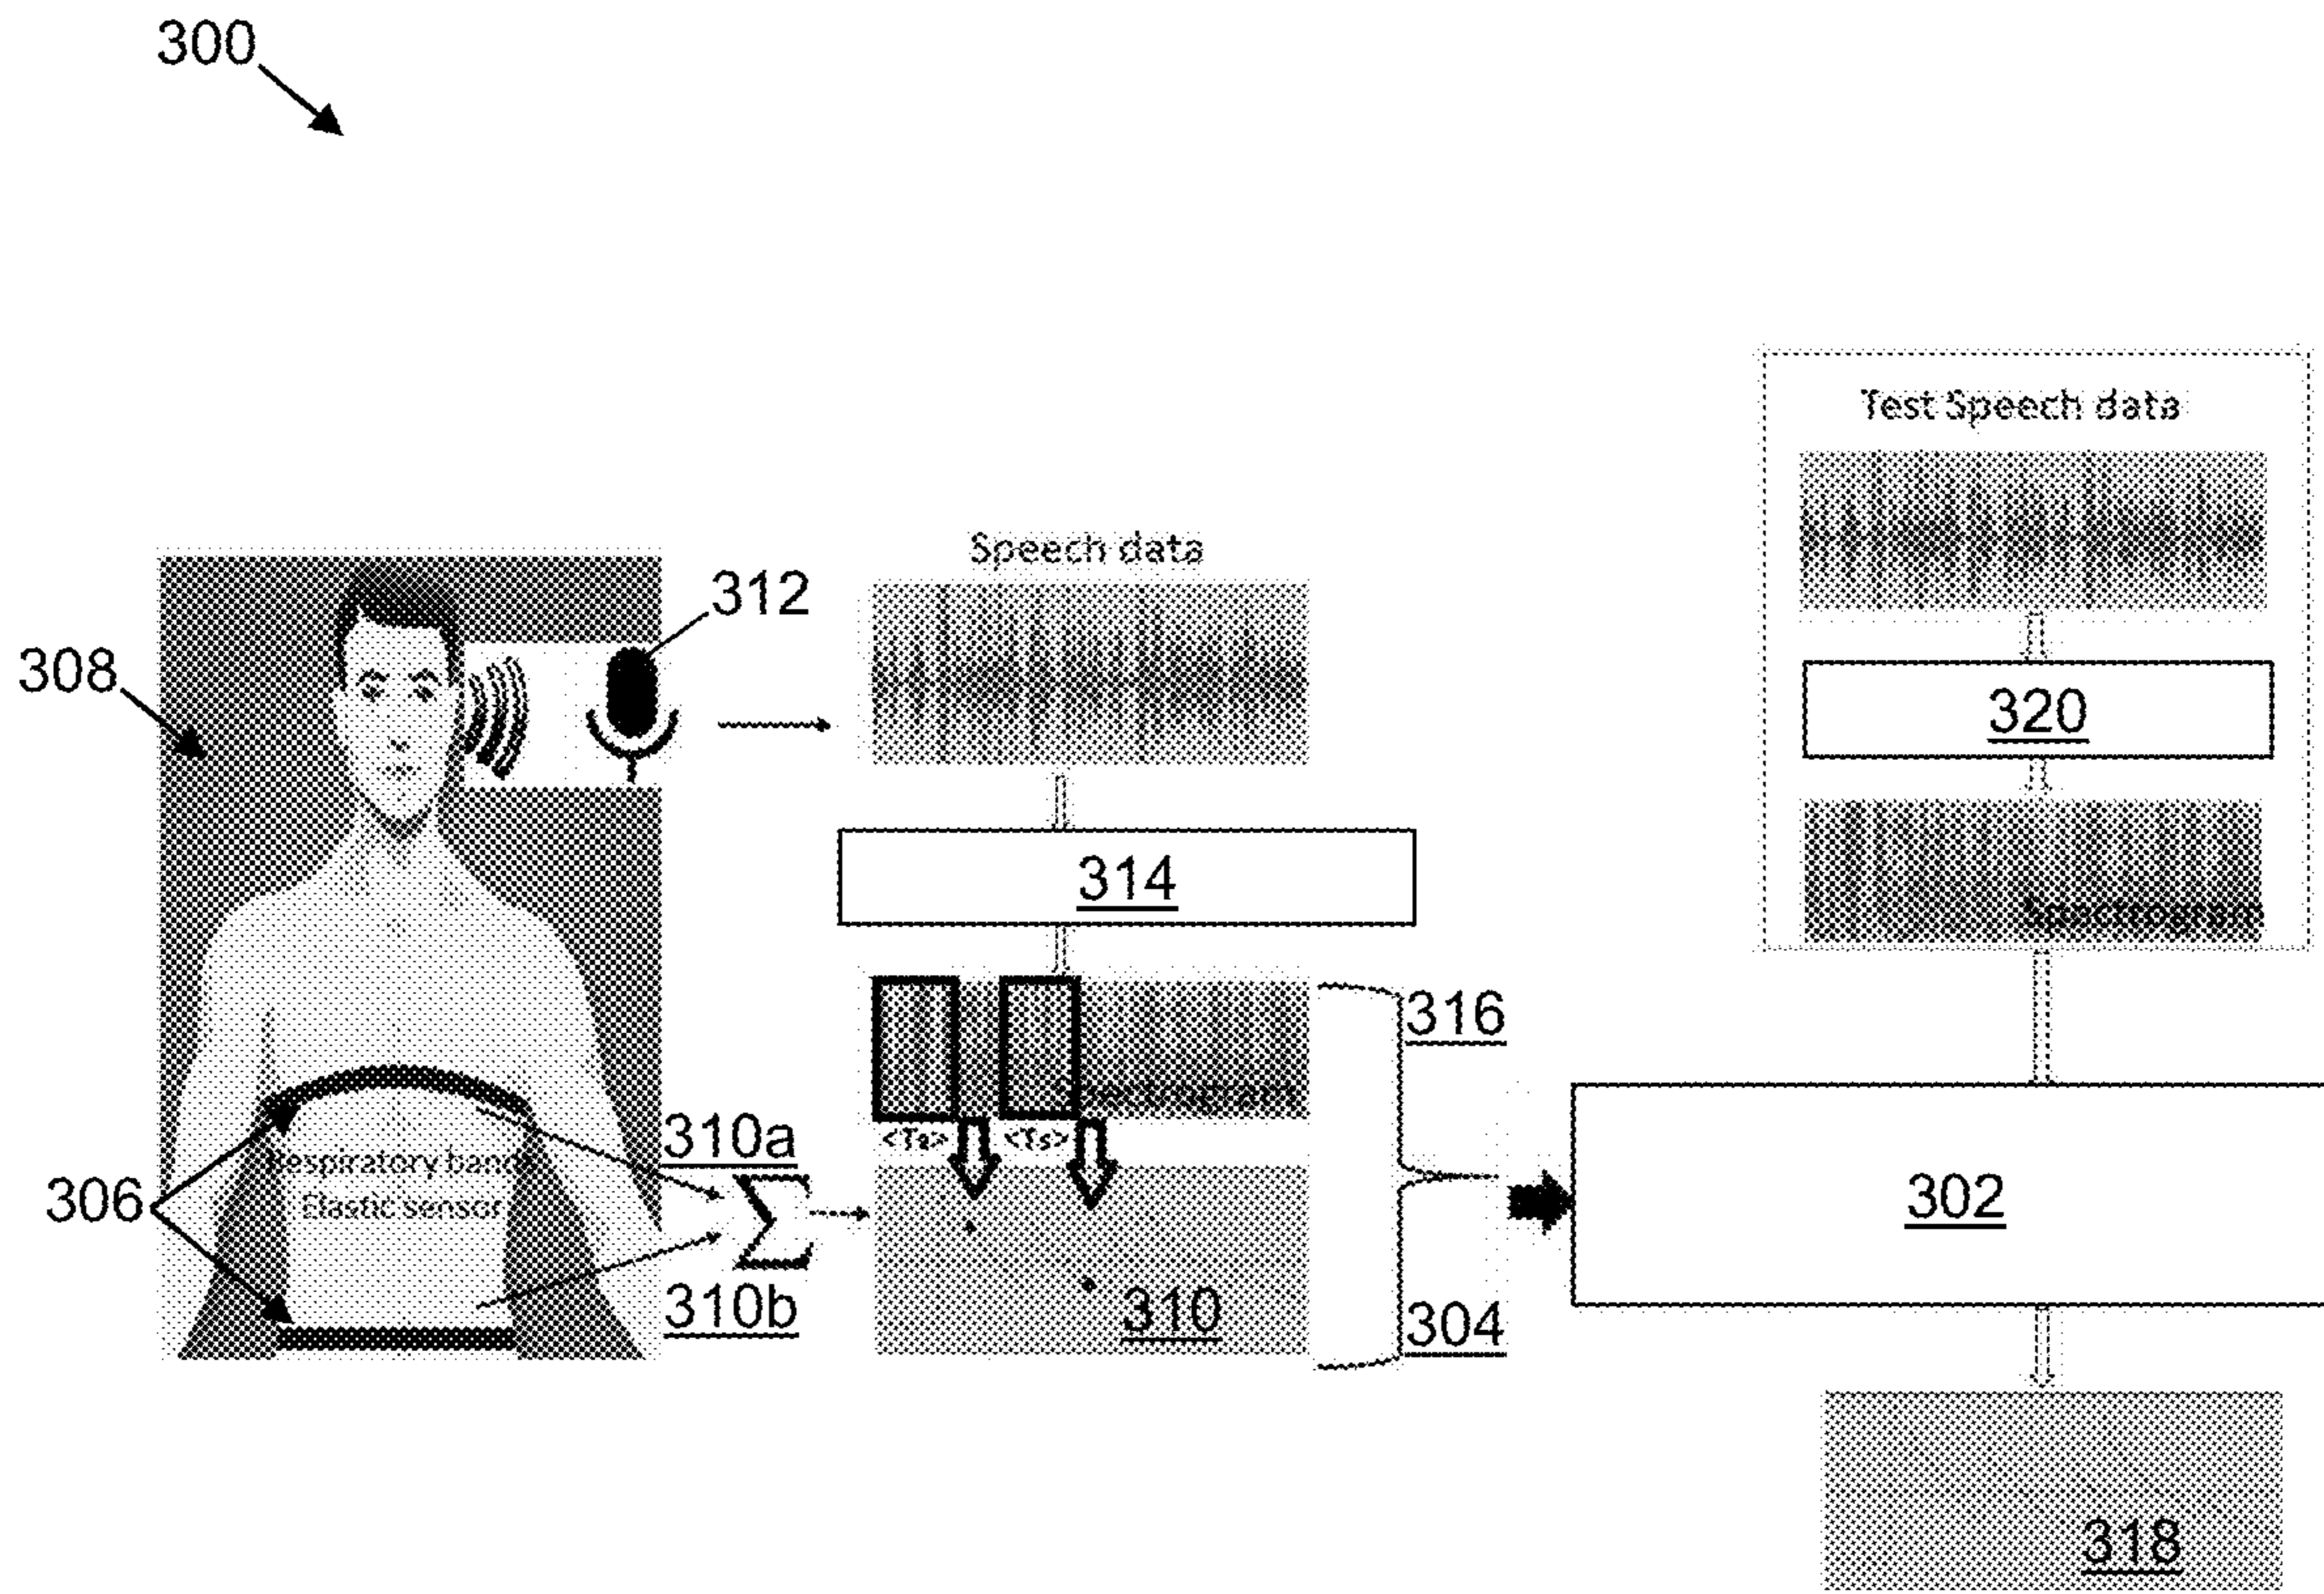 300
Test Speech data
Speech data
312
308
320
314
Spectrogram
316
Spectrogram
<Ts>
<Ts>
310a
Respiratory band
Elastic sensor
306
302
310b
310
304
318